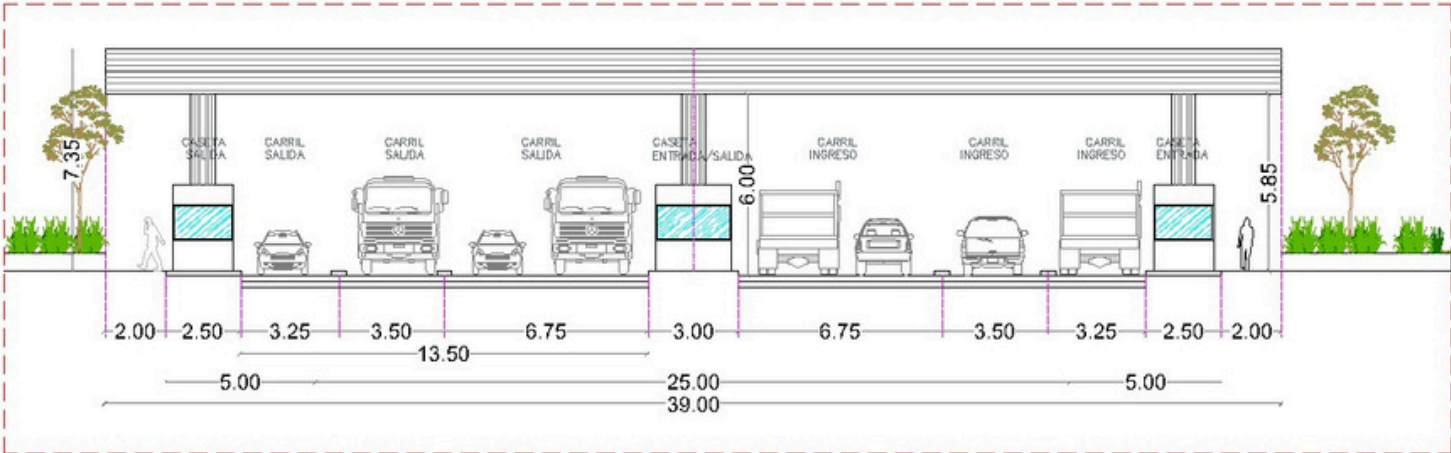 CASETA
SALIDA
CARRIL
SALIDA
CARRIL
SALIDA
CARRIL
SALIDA
CASETA
ENTRADA/SALIDA
CARRIL
INGRESO
CARRIL
INGRESO
CARRIL
INGRESO
CASETA
ENTRADA
7.35
6.00
5.85
2.00 2.50 3.25 3.50 6.75 3.00 6.75 3.50 3.25 2.50 2.00
13.50
5.00 25.00 5.00
39.00